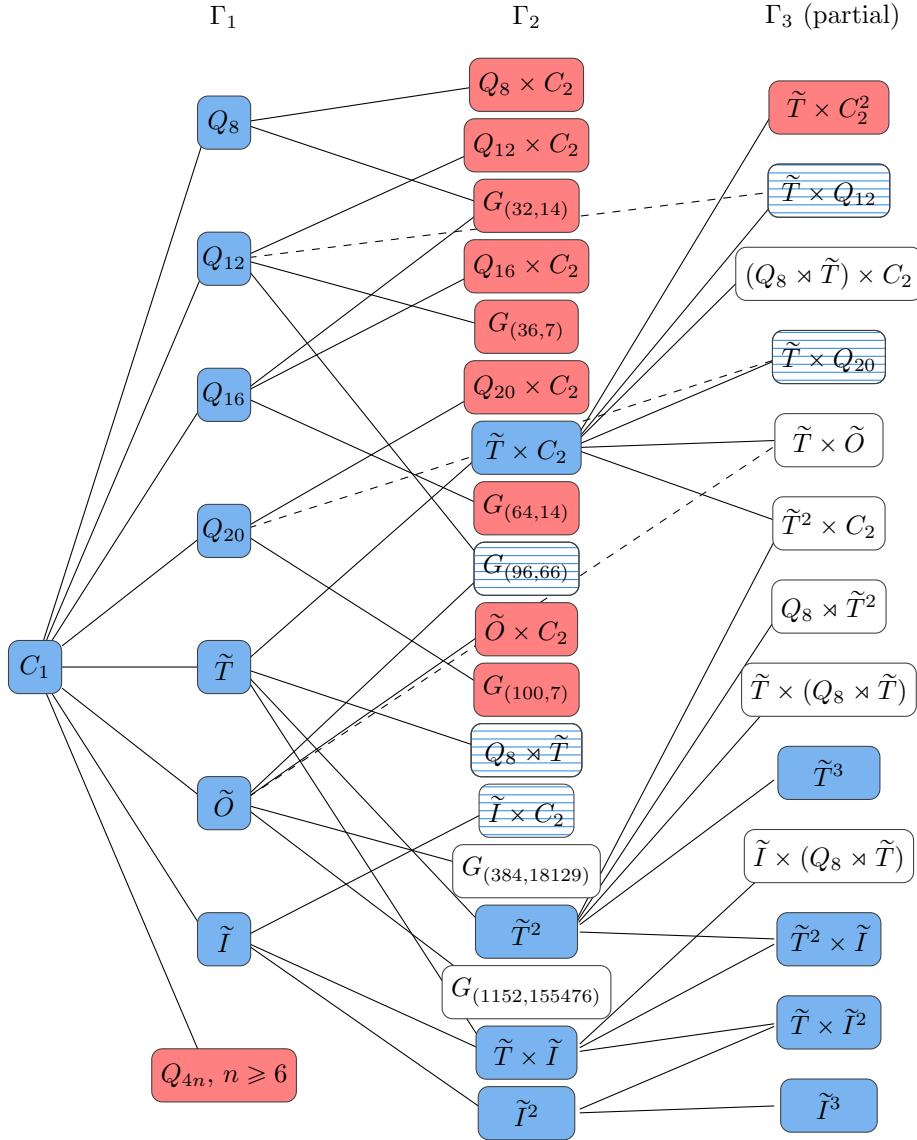 Γ₁
Γ₂
Γ₃ (partial)
C₁
Q₈
Q₁₂
Q₁₆
Q₂₀
T̃
Õ
Ĩ
Q₄ₙ, n ⩾ 6
Q₈ × C₂
Q₁₂ × C₂
G₍₃₂,₁₄₎
Q₁₆ × C₂
G₍₃₆,₇₎
Q₂₀ × C₂
T̃ × C₂
G₍₆₄,₁₄₎
G₍₉₆,₆₆₎
Õ × C₂
G₍₁₀₀,₇₎
Q₈ ⋊ T̃
Ĩ × C₂
G₍₃₈₄,₁₈₁₂₉₎
T̃²
G₍₁₁₅₂,₁₅₅₄₇₆₎
T̃ × Ĩ
Ĩ²
T̃ × C₂²
T̃ × Q₁₂
(Q₈ ⋊ T̃) × C₂
T̃ × Q₂₀
T̃ × Õ
T̃² × C₂
Q₈ ⋊ T̃²
T̃ × (Q₈ ⋊ T̃)
T̃³
Ĩ × (Q₈ ⋊ T̃)
T̃² × Ĩ
T̃ × Ĩ²
Ĩ³